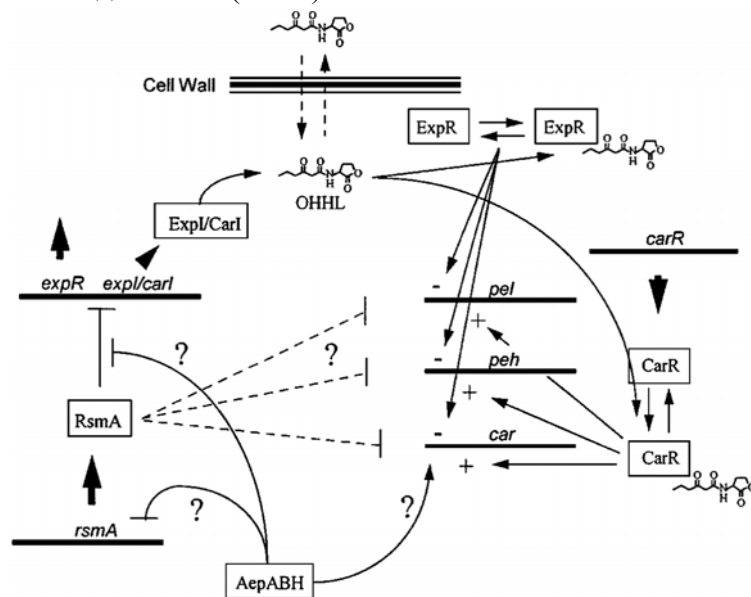 Cell Wall
ExpR
ExpR
OHHL
ExpI/CarI
carR
expR expI/carI
- pel
+
?
?
- peh
+
CarR
RsmA
- car
+
CarR
rsmA
?
?
AepABH